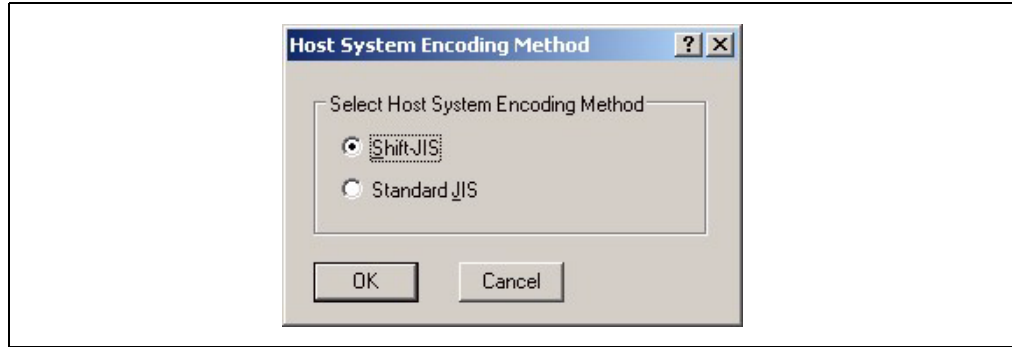 Host System Encoding Method
Select Host System Encoding Method
Shift-JIS
Standard JIS
OK Cancel